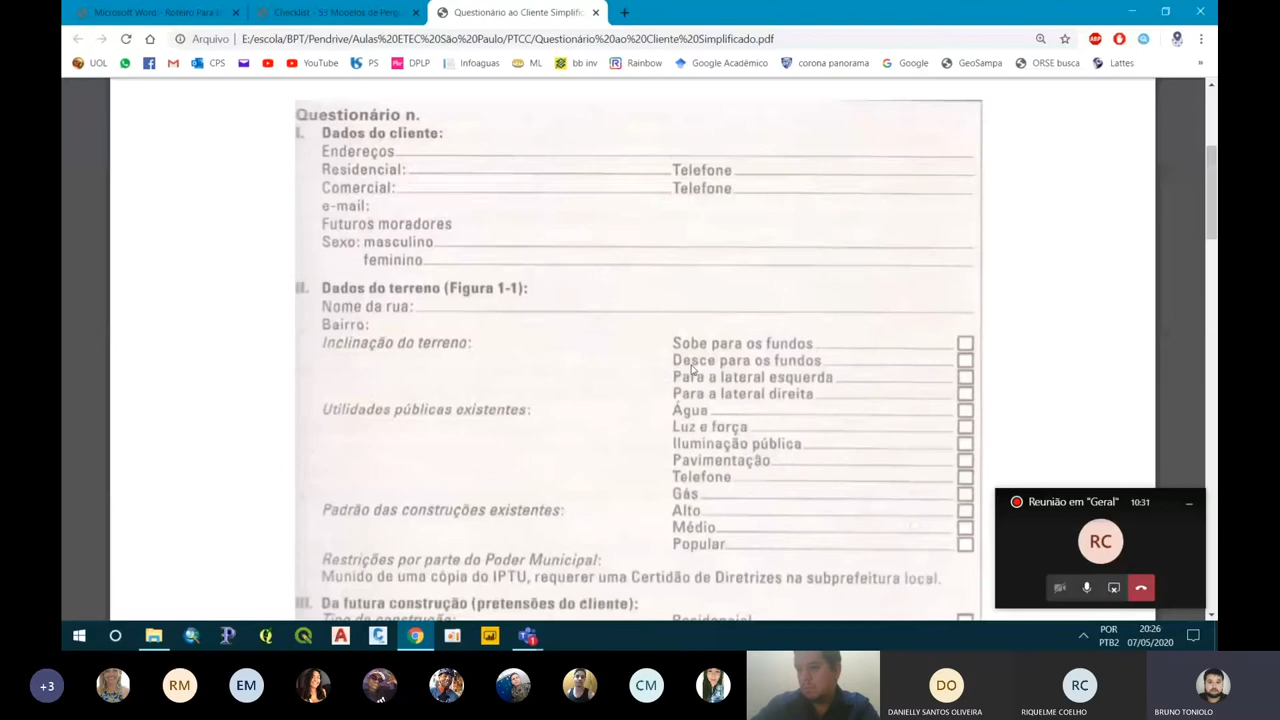 Microsoft Word - Roteiro Para
Checklist - 53 Modelos de Perg
Questionário ao Cliente Simplific
Arquivo
E:/escola/BPT/Pendrive/Aulas%20ETEC%20São%20Paulo/PTCC/Questionário%20ao%20Cliente%20Simplificado.pdf
ABP
UOL CPS YouTube PS DPLP Infoaguas ML bb inv Rainbow Google Acadêmico corona panorama Google GeoSampa ORSE busca Lattes »
Questionário n.
I. Dados do cliente:
Endereços
Residencial: Telefone
Comercial: Telefone
e-mail:
Futuros moradores
Sexo: masculino
feminino
II. Dados do terreno (Figura 1-1):
Nome da rua:
Bairro:
Inclinação do terreno: Sobe para os fundos
Desce para os fundos
Para a lateral esquerda
Para a lateral direita
Utilidades públicas existentes: Água
Luz e força
Iluminação pública
Pavimentação
Telefone
Gás
Padrão das construções existentes: Alto
Médio
Popular
Restrições por parte do Poder Municipal:
Munido de uma cópia do IPTU, requerer uma Certidão de Diretrizes na subprefeitura local.
III. Da futura construção (pretensões do cliente):
Tipo de construção: Residencial
Reunião em "Geral" 10:31
RC
POR
PTB2
20:26
07/05/2020
+3
RM
EM
CM
DO
DANIELLY SANTOS OLIVEIRA
RC
RIQUELME COELHO
BRUNO TONIOLO